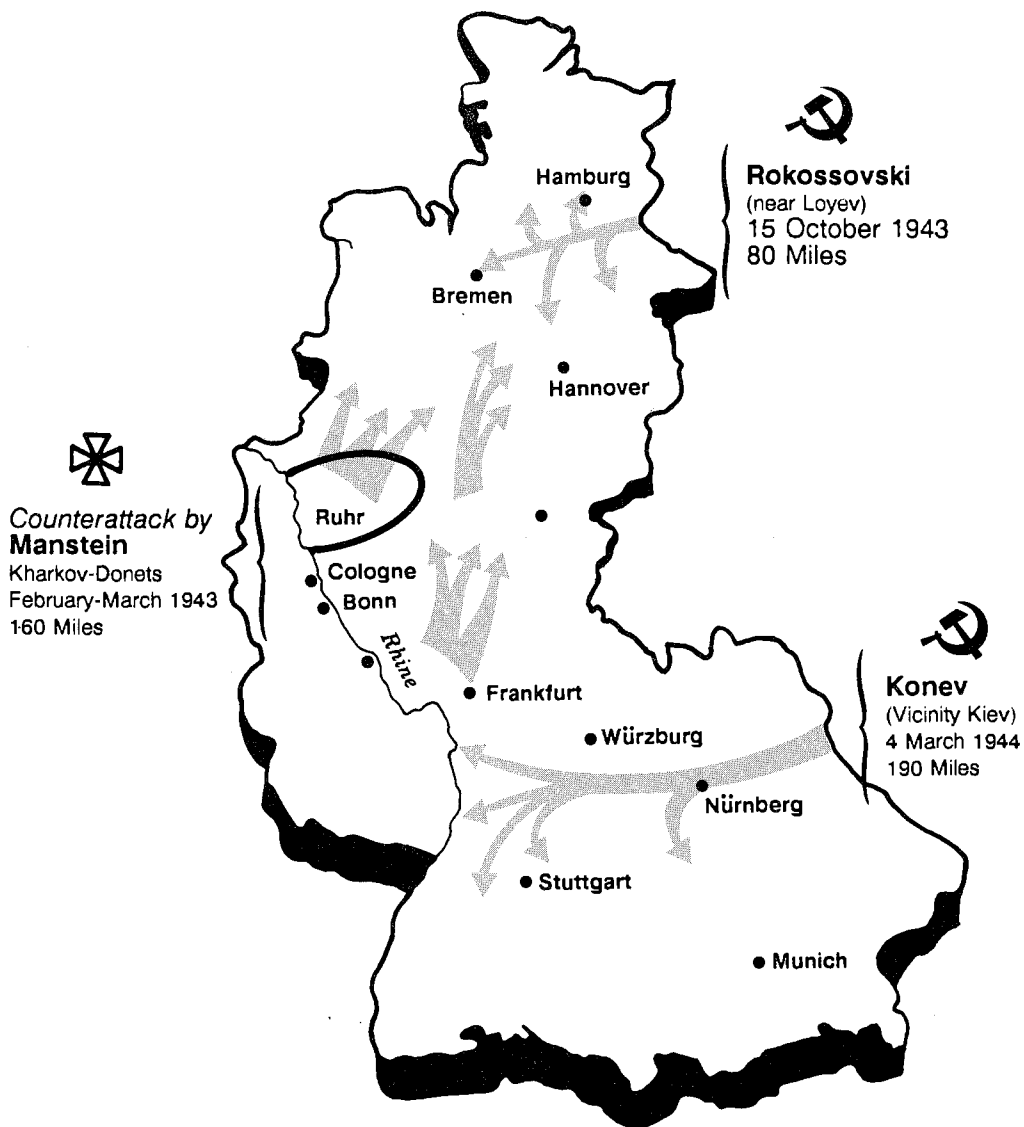 Hamburg
Bremen
Hannover
Rokossovski
(near Loyev)
15 October 1943
80 Miles
Counterattack by
Manstein
Kharkov-Donets
February-March 1943
160 Miles
Ruhr
Cologne
Bonn
Rhine
Frankfurt
Würzburg
Nürnberg
Stuttgart
Munich
Konev
(Vicinity Kiev)
4 March 1944
190 Miles